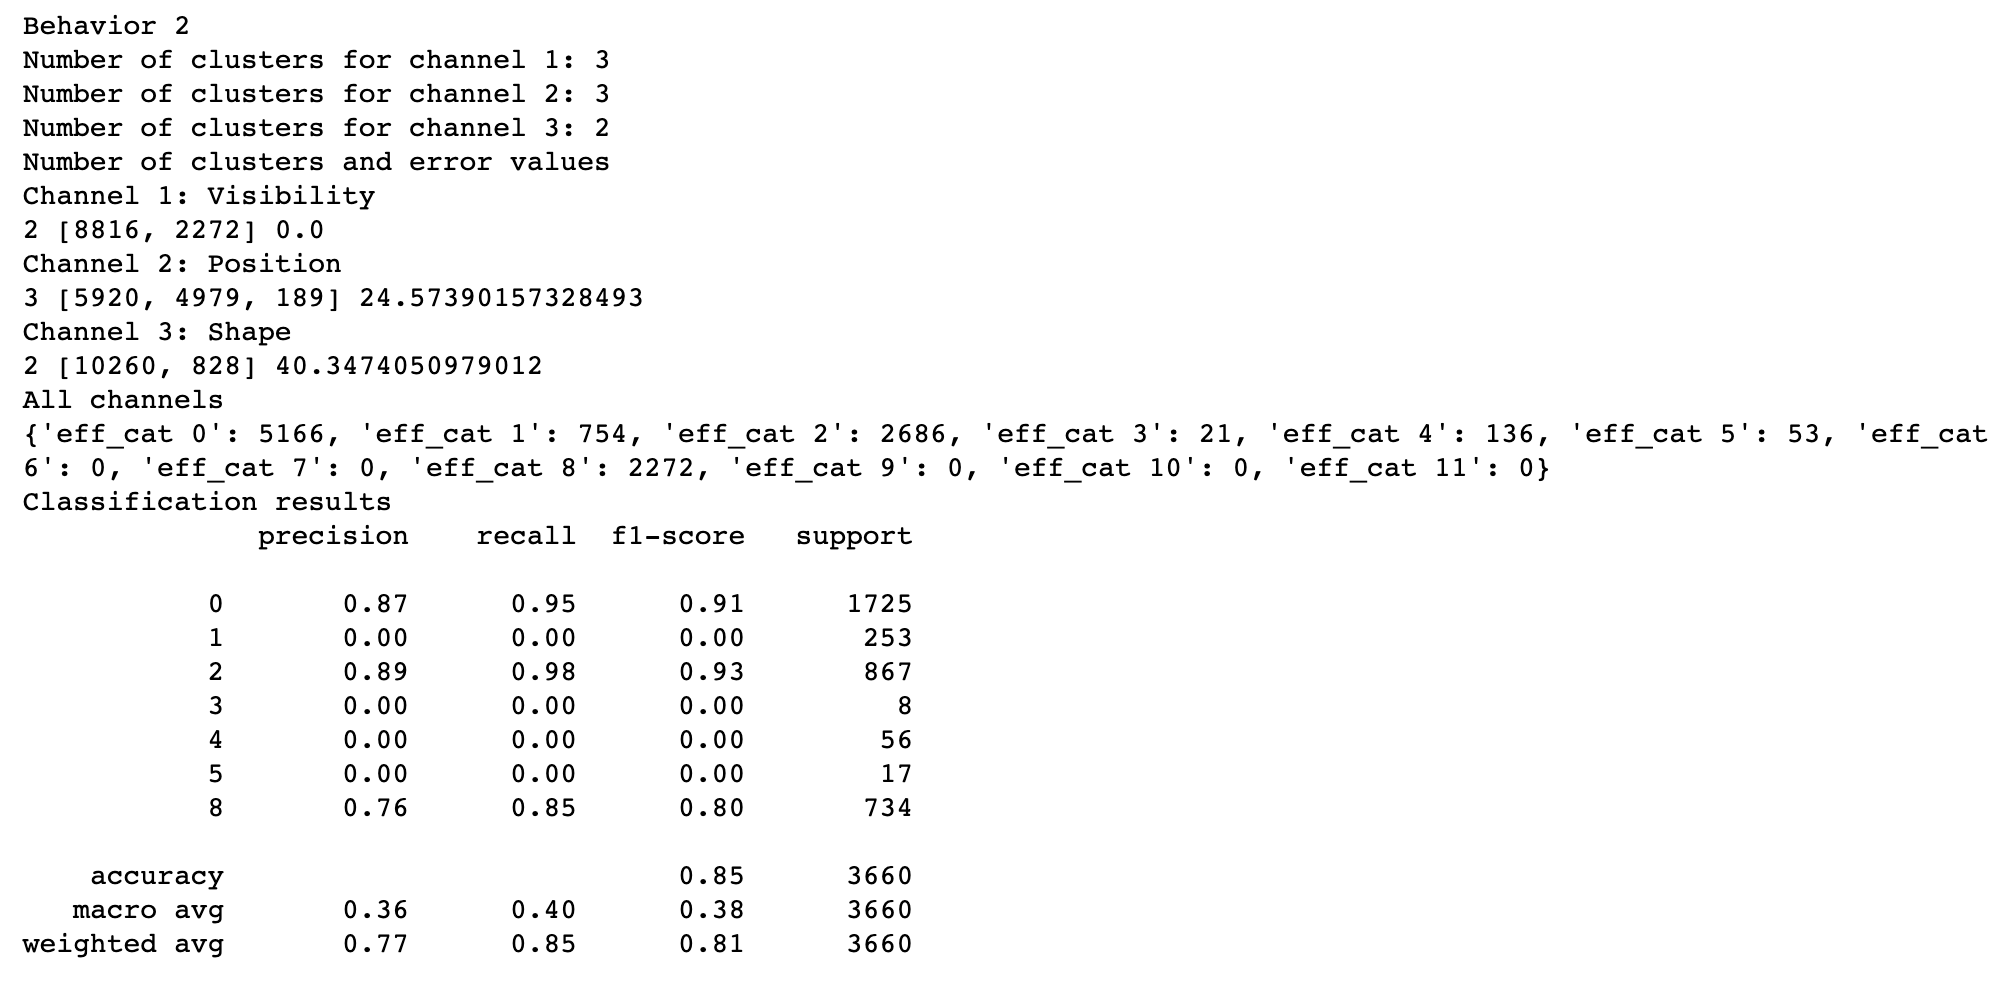 Behavior 2
Number of clusters for channel 1: 3
Number of clusters for channel 2: 3
Number of clusters for channel 3: 2
Number of clusters and error values
Channel 1: Visibility
2 [8816, 2272] 0.0
Channel 2: Position
3 [5920, 4979, 189] 24.57390157328493
Channel 3: Shape
2 [10260, 828] 40.3474050979012
All channels
{'eff_cat 0': 5166, 'eff_cat 1': 754, 'eff_cat 2': 2686, 'eff_cat 3': 21, 'eff_cat 4': 136, 'eff_cat 5': 53, 'eff_cat
6': 0, 'eff_cat 7': 0, 'eff_cat 8': 2272, 'eff_cat 9': 0, 'eff_cat 10': 0, 'eff_cat 11': 0}
Classification results
precision recall f1-score support
0 0.87 0.95 0.91 1725
1 0.00 0.00 0.00 253
2 0.89 0.98 0.93 867
3 0.00 0.00 0.00 8
4 0.00 0.00 0.00 56
5 0.00 0.00 0.00 17
8 0.76 0.85 0.80 734
accuracy 0.85 3660
macro avg 0.36 0.40 0.38 3660
weighted avg 0.77 0.85 0.81 3660